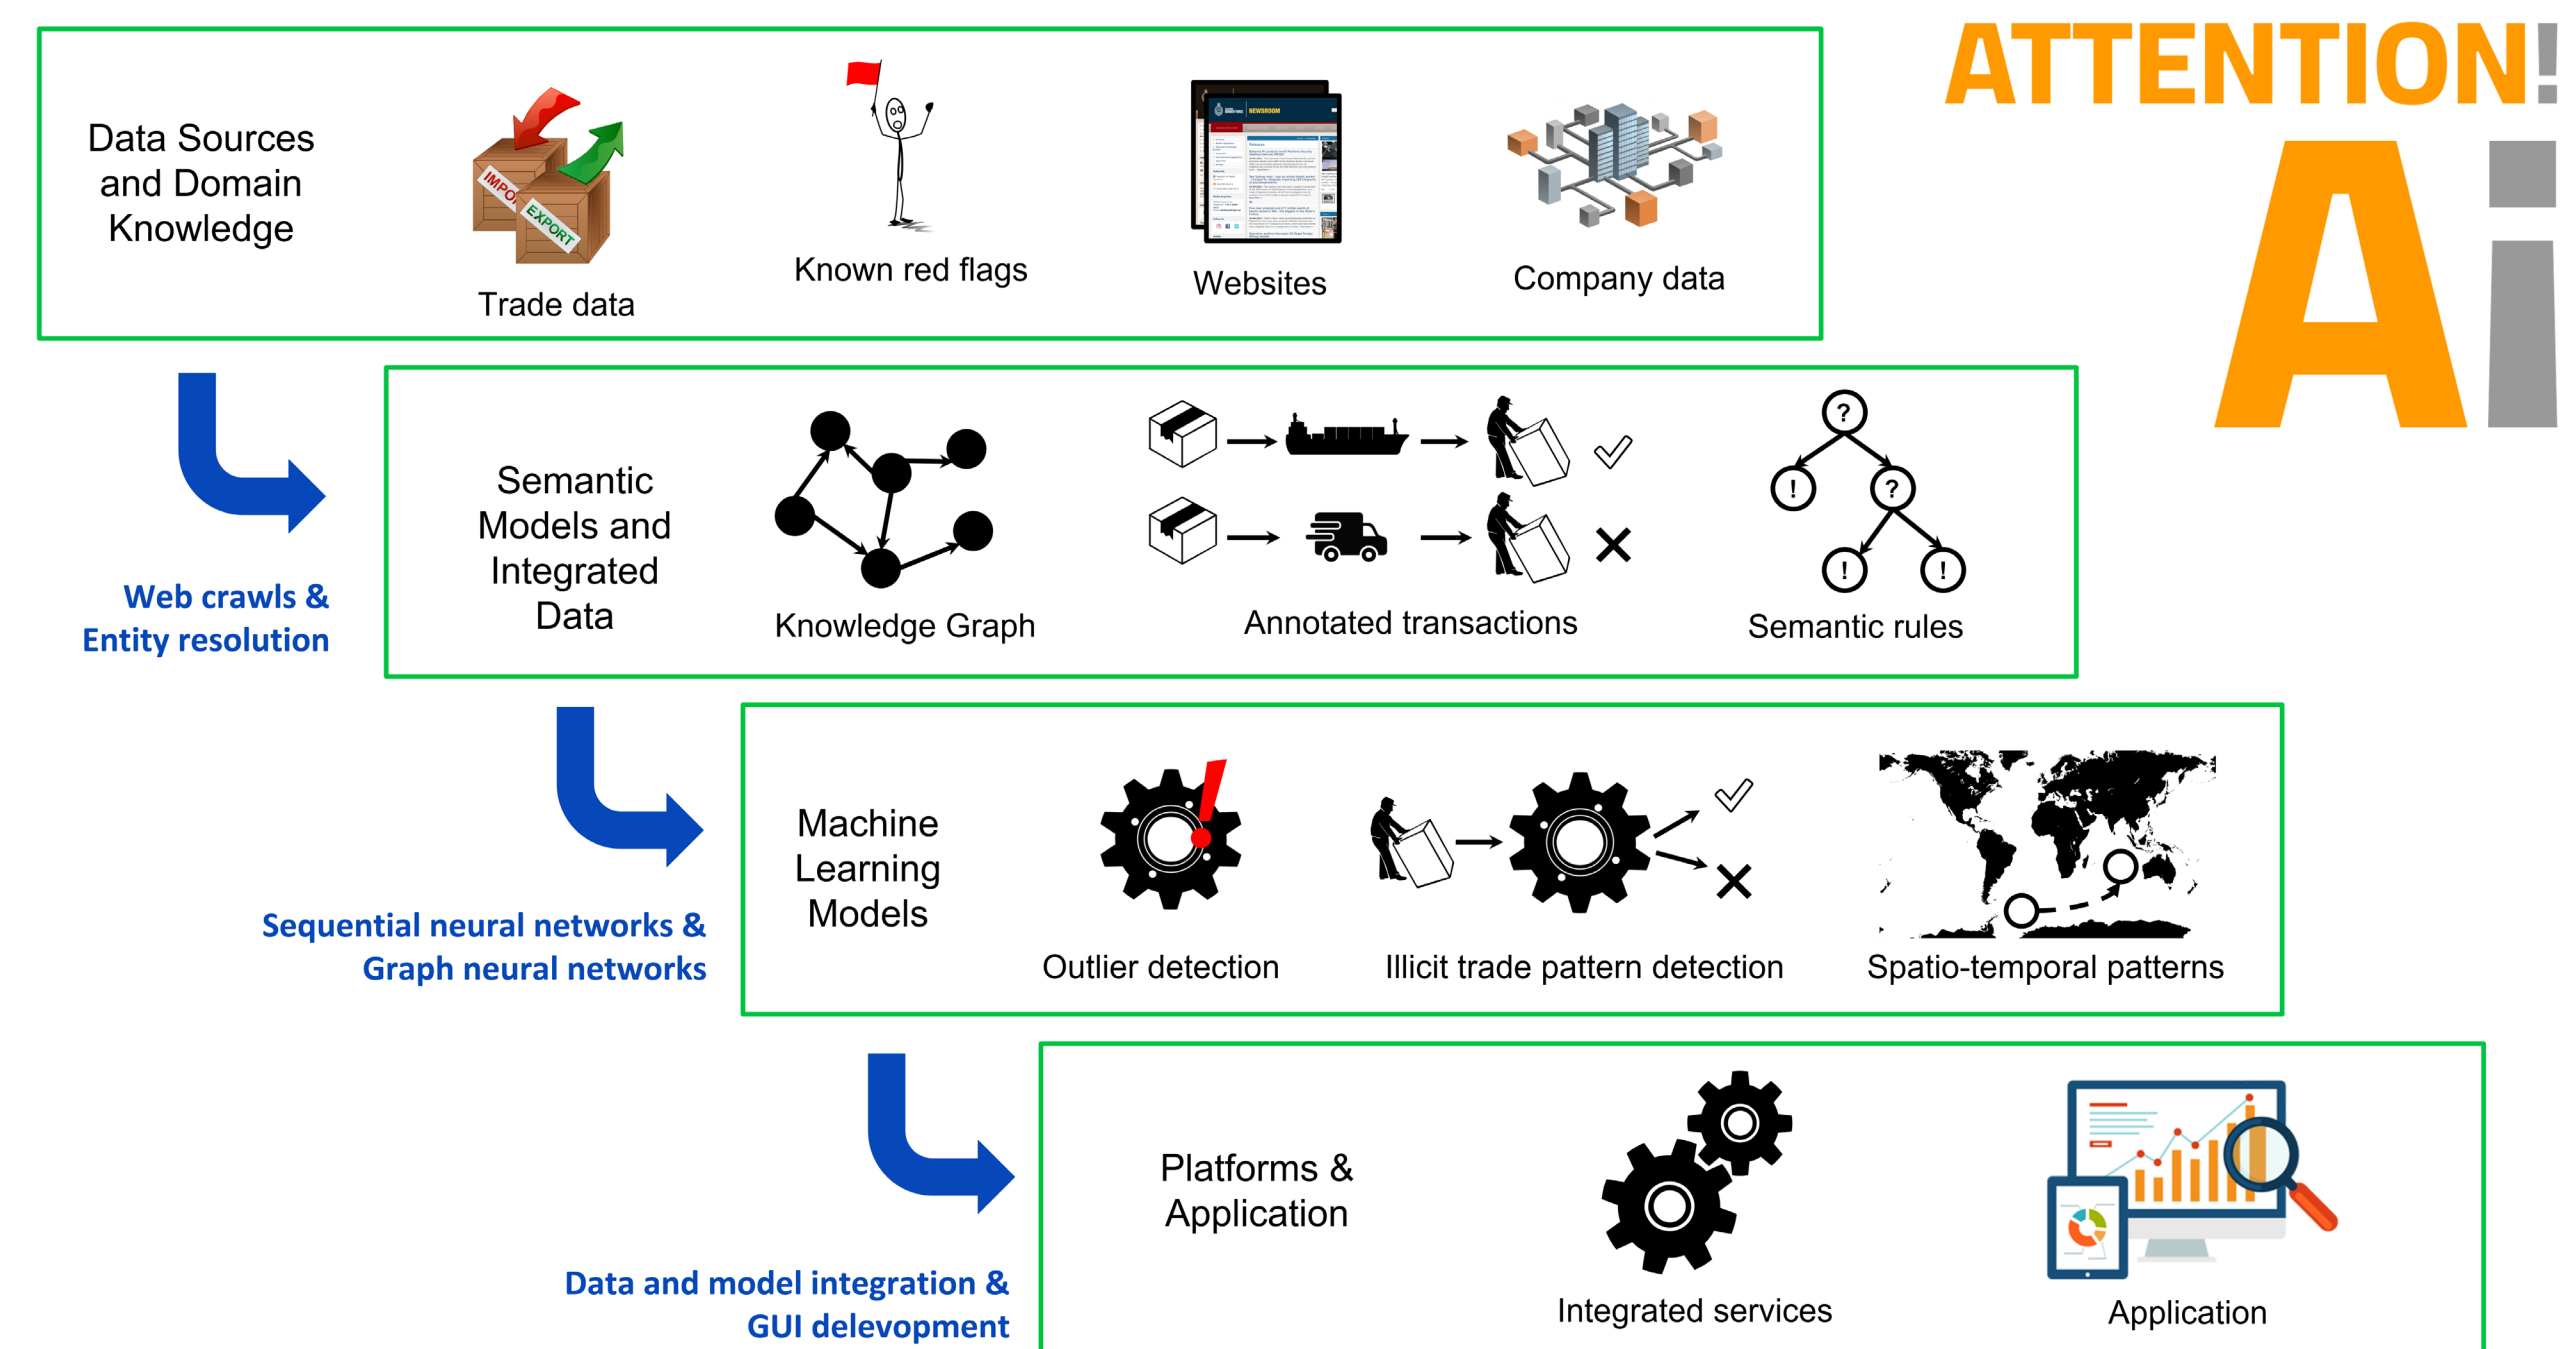 ATTENTION!
Ai
Data Sources
and Domain
Knowledge
IMPO
EXPORT
Trade data
Known red flags
NEWSROOM
Websites
Company data
Web crawls &
Entity resolution
Semantic
Models and
Integrated
Data
Knowledge Graph
Annotated transactions
?
!
?
!
!
Semantic rules
Sequential neural networks &
Graph neural networks
Machine
Learning
Models
!
Outlier detection
Illicit trade pattern detection
Spatio-temporal patterns
Data and model integration &
GUI delevopment
Platforms &
Application
Integrated services
Application